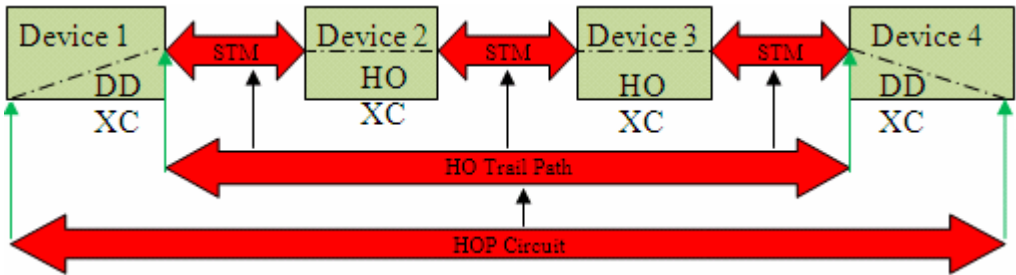 Device 1
STM
Device 2
STM
Device 3
STM
Device 4
DD
XC
HO
XC
HO
XC
DD
XC
HO Trail Path
HOP Circuit